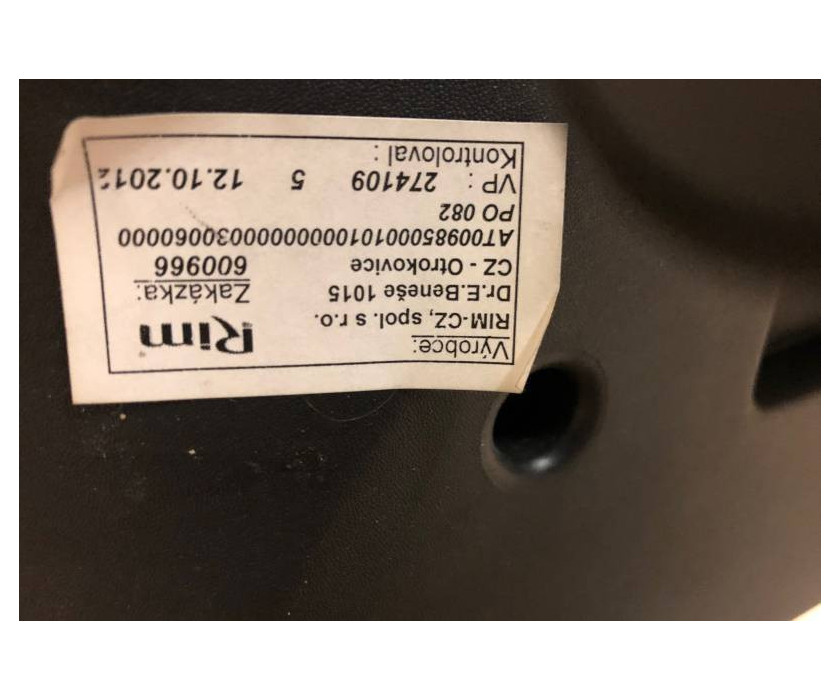 Výrobce:
RIM-CZ, spol. s r.o.
Rim
Dr.E.Beneše 1015
Zakázka:
CZ - Otrokovice
600966
AT00985000101000000000030060000
PO 082
VP : 274109 5 12.10.2012
Kontroloval :